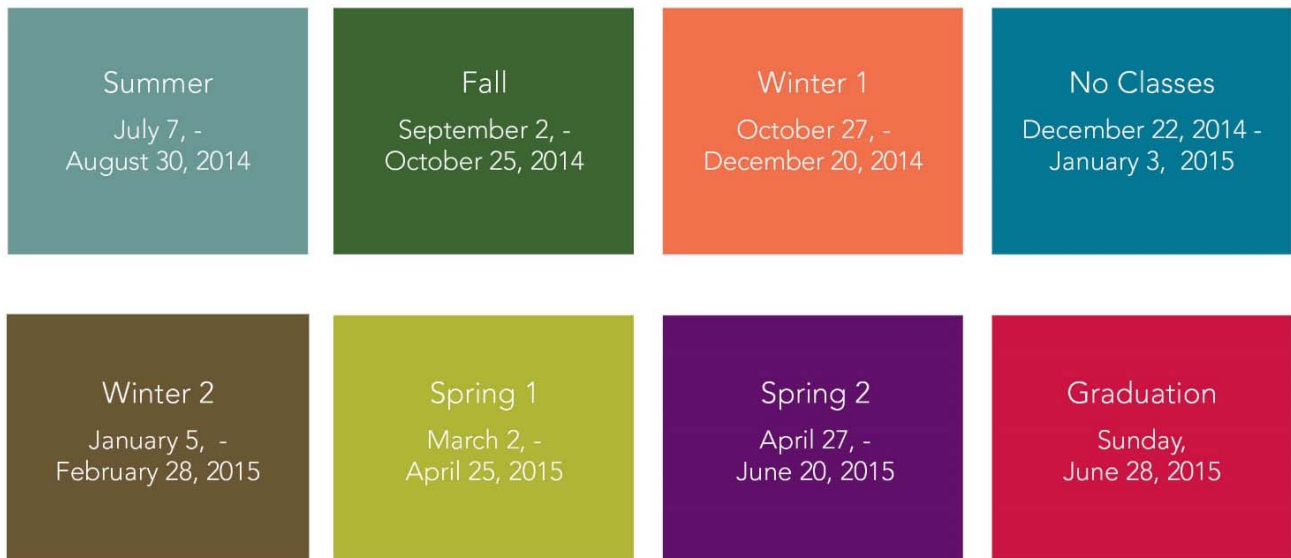 Summer
July 7, -
August 30, 2014
Fall
September 2, -
October 25, 2014
Winter 1
October 27, -
December 20, 2014
No Classes
December 22, 2014 -
January 3,  2015
Winter 2
January 5,  -
February 28, 2015
Spring 1
March 2, -
April 25, 2015
Spring 2
April 27, -
June 20, 2015
Graduation
Sunday,
June 28, 2015